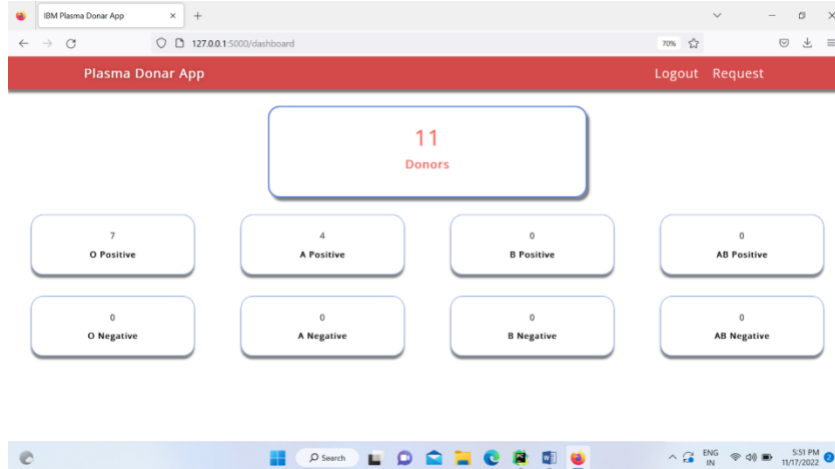 IBM Plasma Donar App
127.0.0.1:5000/dashboard
70%
Plasma Donar App
Logout Request
11
Donors
7
O Positive
4
A Positive
0
B Positive
0
AB Positive
0
O Negative
0
A Negative
0
B Negative
0
AB Negative
Search
ENG
IN
5:51 PM
11/17/2022
2